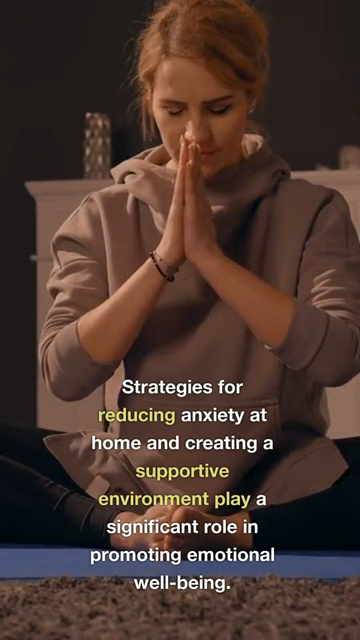 Strategies for
reducing anxiety at
home and creating a
supportive
environment play a
significant role in
promoting emotional
well-being.